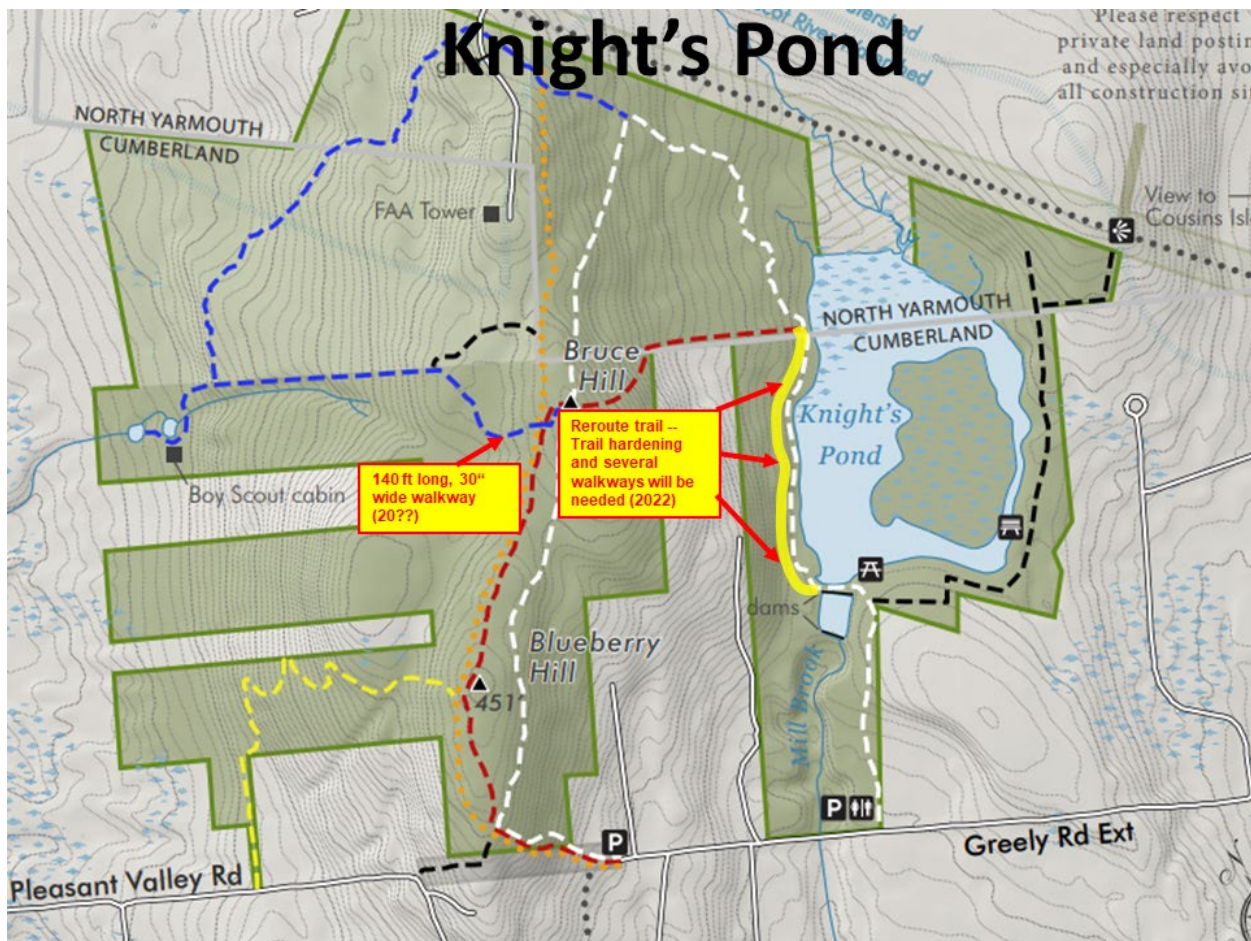 Knight's Pond
Please respect
private land postin
and especially avo
all construction sit
NORTH YARMOUTH
CUMBERLAND
FAA Tower
View to
Cousins Isl
NORTH YARMOUTH
CUMBERLAND
Bruce
Hill
Knight's
Pond
Reroute trail --
Trail hardening
and several
walkways will be
needed (2022)
140 ft long, 30“
wide walkway
(20??)
Boy Scout cabin
dams
Blueberry
Hill
451'
Mill Brook
P
P
Greely Rd Ext
Pleasant Valley Rd